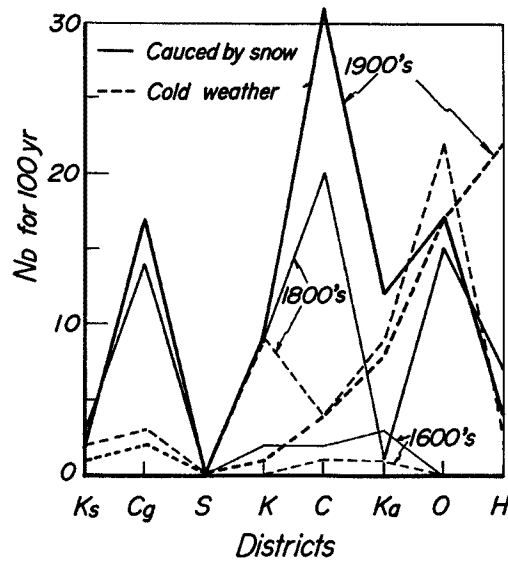 30
20
10
0
No for 100 yr
Cauced by snow
Cold weather
1900's
1800's
1600's
Ks Cg S K C Ka O H
Districts